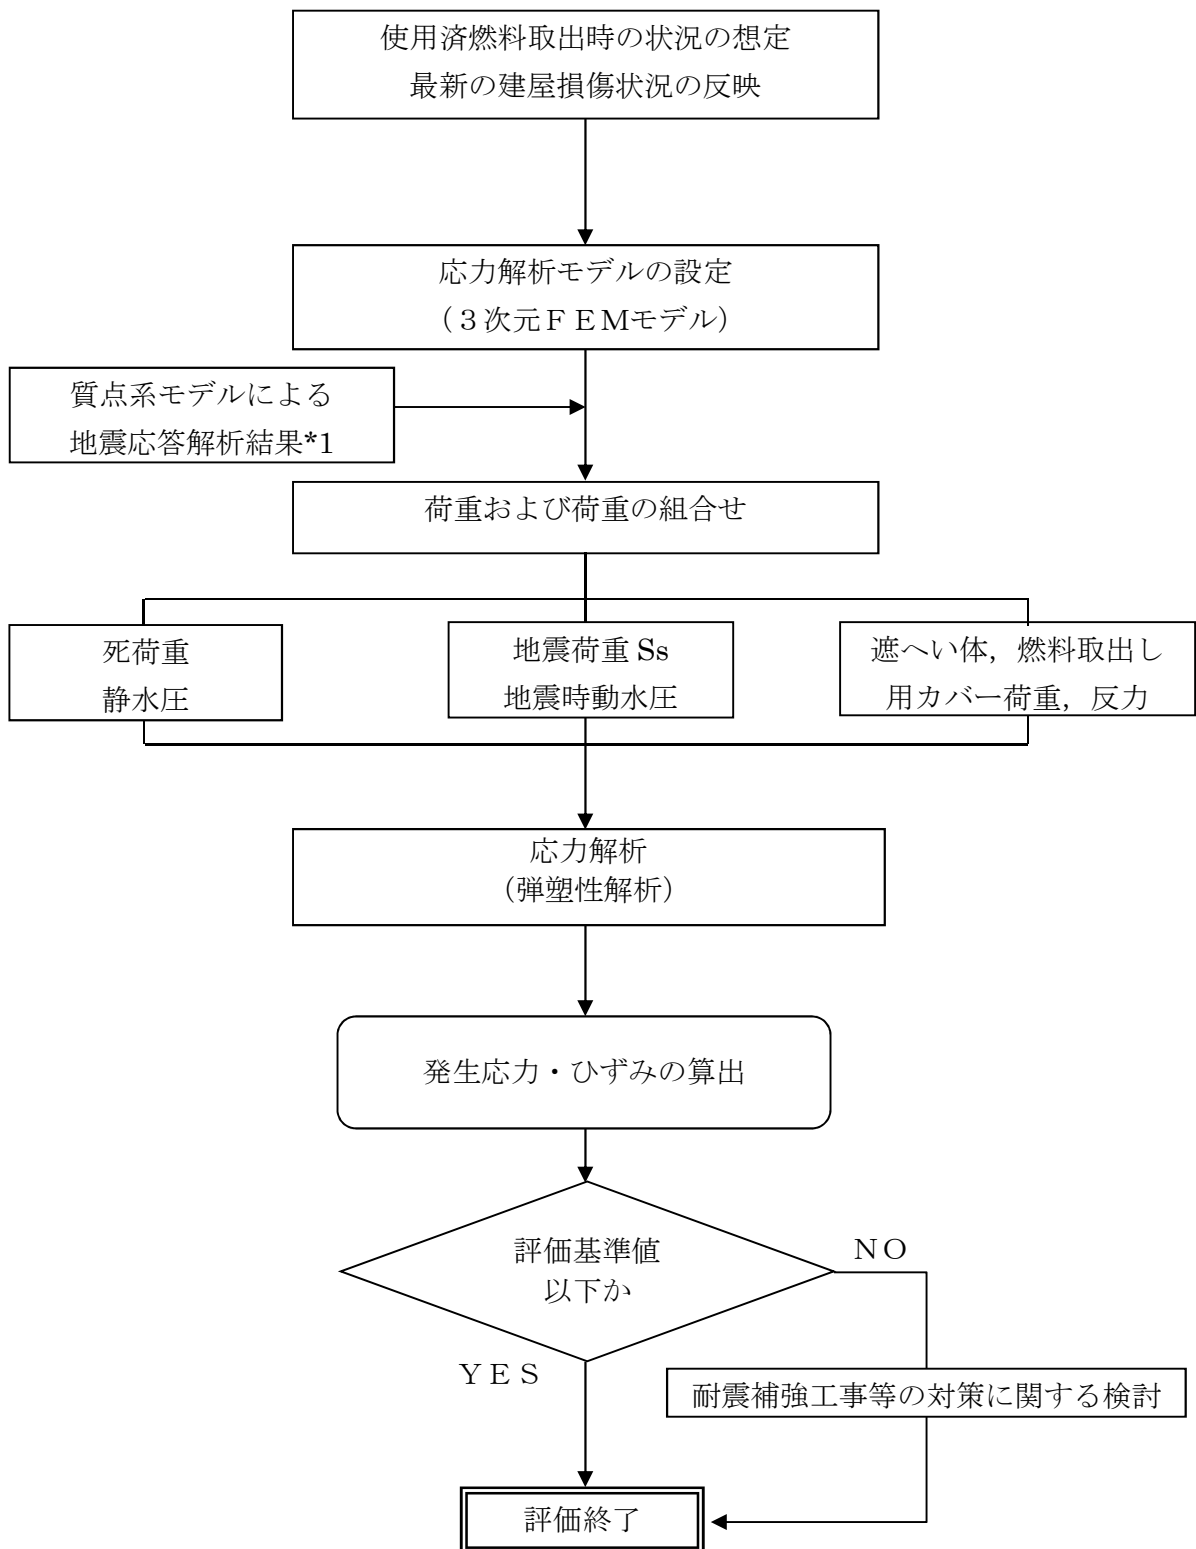 使用済燃料取出時の状況の想定
最新の建屋損傷状況の反映
応力解析モデルの設定
（３次元ＦＥＭモデル）
質点系モデルによる
地震応答解析結果*1
荷重および荷重の組合せ
死荷重
静水圧
地震荷重 Ss
地震時動水圧
遮へい体，燃料取出し
用カバー荷重，反力
応力解析
（弾塑性解析）
発生応力・ひずみの算出
評価基準値
以下か
ＮＯ
ＹＥＳ
耐震補強工事等の対策に関する検討
評価終了